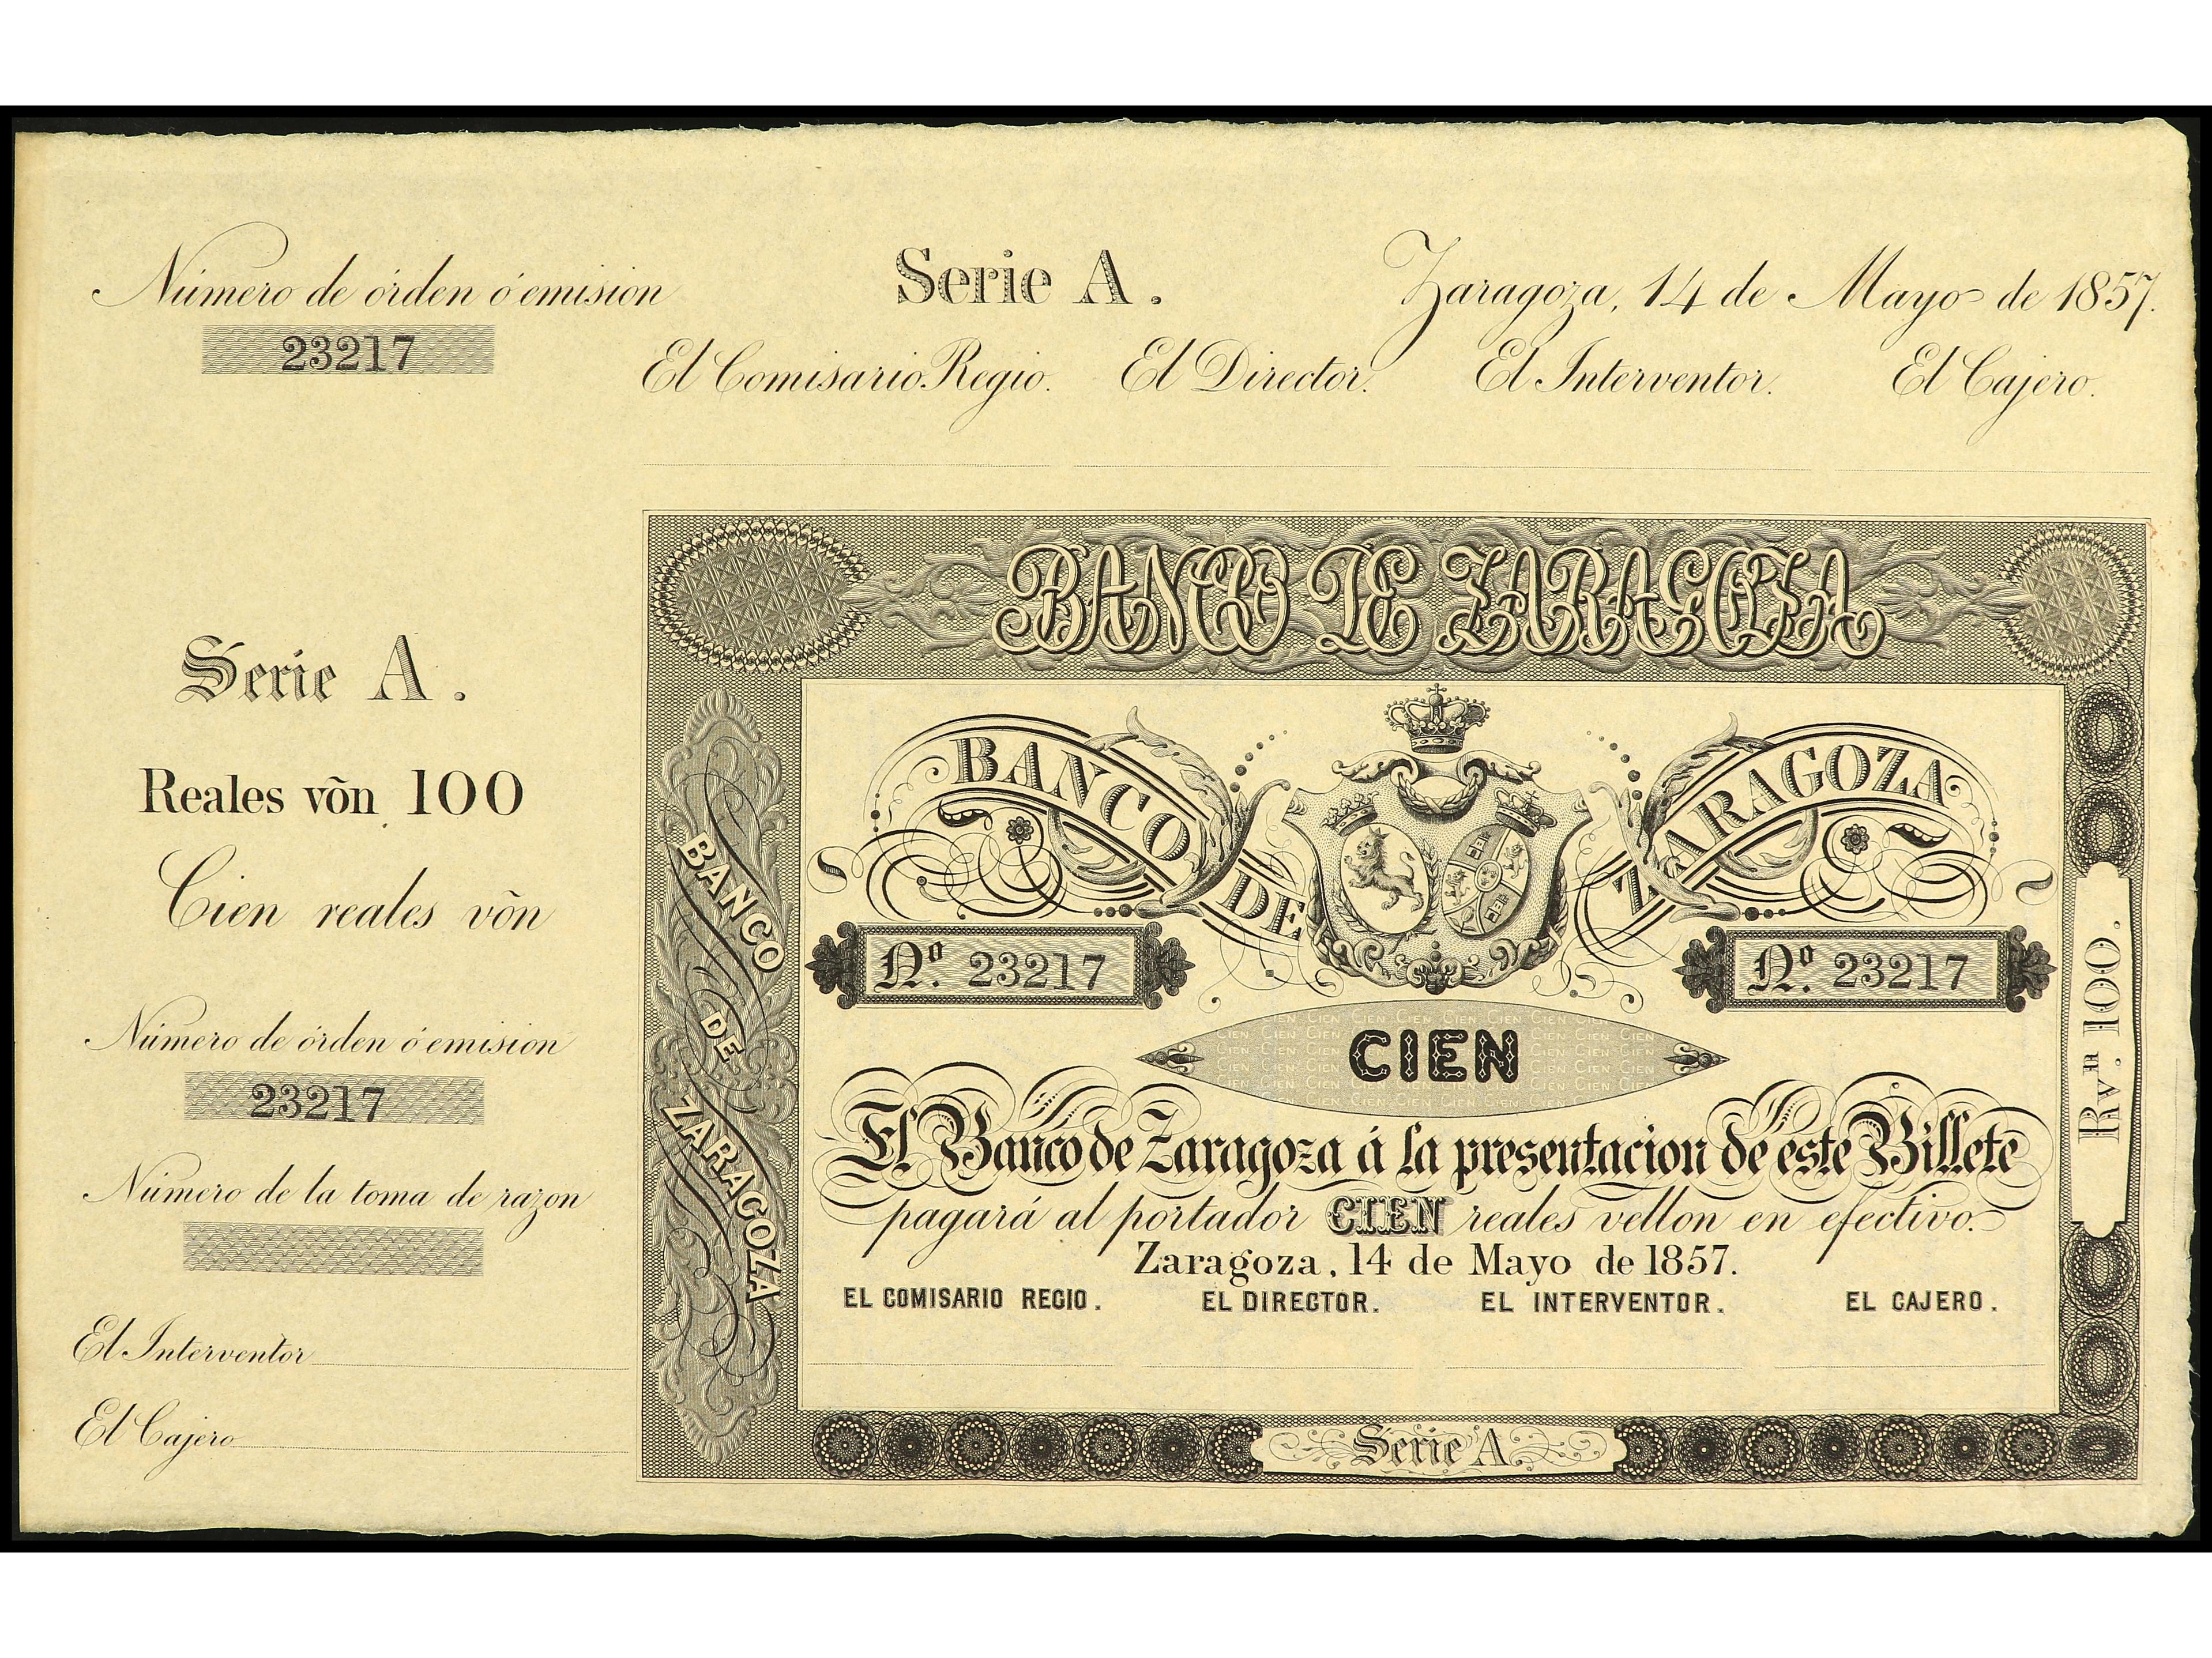 Número de órden ó emision
23217
Serie A.
Zaragoza, 14 de Mayo de 1857.
El Comisario Regio. El Director. El Interventor. El Cajero.
Serie A.
Reales võn 100
Cien reales võn
Número de órden ó emision
23217
Número de la toma de razon
El Interventor
El Cajero
BANCO DE ZARAGOZA
BANCO DE ZARAGOZA
BANCO DE ZARAGOZA
Nº. 23217
Nº. 23217
CIEN
El Banco de Zaragoza á la presentacion de este Billete
pagará al portador CIEN reales vellon en efectivo.
Zaragoza, 14 de Mayo de 1857.
EL COMISARIO REGIO. EL DIRECTOR. EL INTERVENTOR. EL CAJERO.
Serie A.
Rvn. 100.